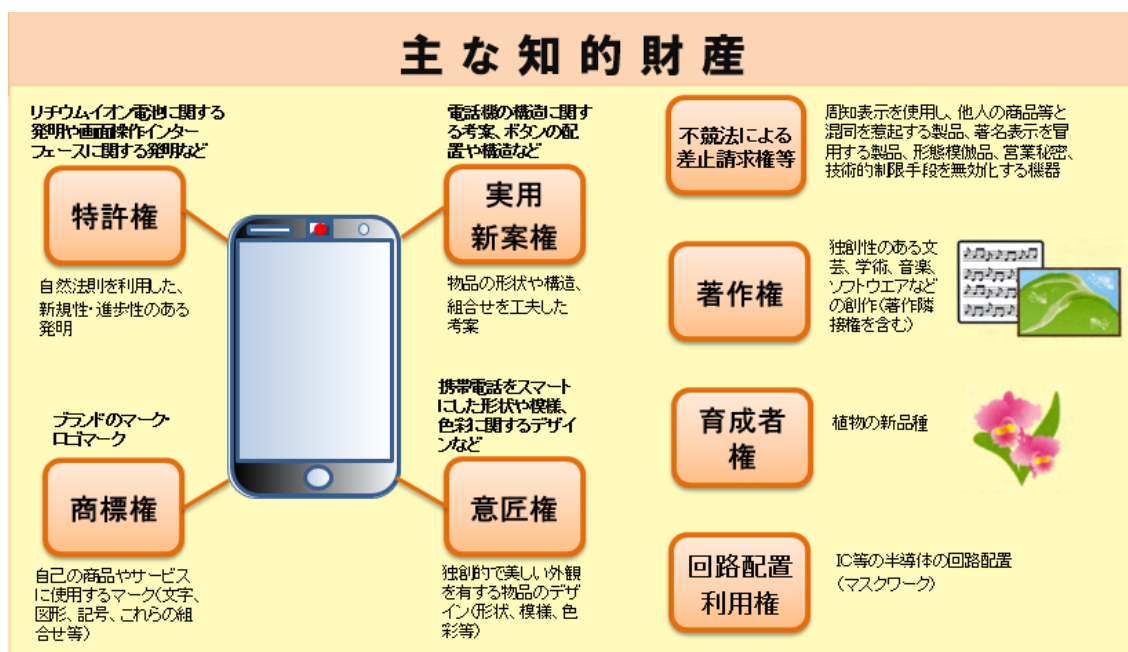 主な知的財産
リチウムイオン電池に関する
発明や画面操作インター
フェースに関する発明など
特許権
自然法則を利用した、
新規性・進歩性のある
発明
電話機の構造に関す
る考案、ボタンの配
置や構造など
実用
新案権
物品の形状や構造、
組合せを工夫した
考案
ブランドのマーク・
ロゴマーク
商標権
自己の商品やサービス
に使用するマーク(文字、
図形、記号、これらの組
合せ等)
携帯電話をスマート
にした形状や模様、
色彩に関するデザイ
ンなど
意匠権
独創的で美しい外観
を有する物品のデザ
イン(形状、模様、色
彩等)
不競法による
差止請求権等
周知表示を使用し、他人の商品等と
混同を惹起する製品、著名表示を冒
用する製品、形態模倣品、営業秘密、
技術的制限手段を無効化する機器
著作権
独創性のある文
芸、学術、音楽、
ソフトウエアなど
の創作(著作隣
接権を含む)
育成者
権
植物の新品種
回路配置
利用権
IC等の半導体の回路配置
(マスクワーク)